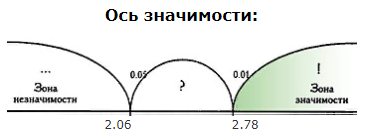 Ось значимости:
...
Зона
незначимости
0.05
?
0.01
!
Зона
значимости
2.06
2.78